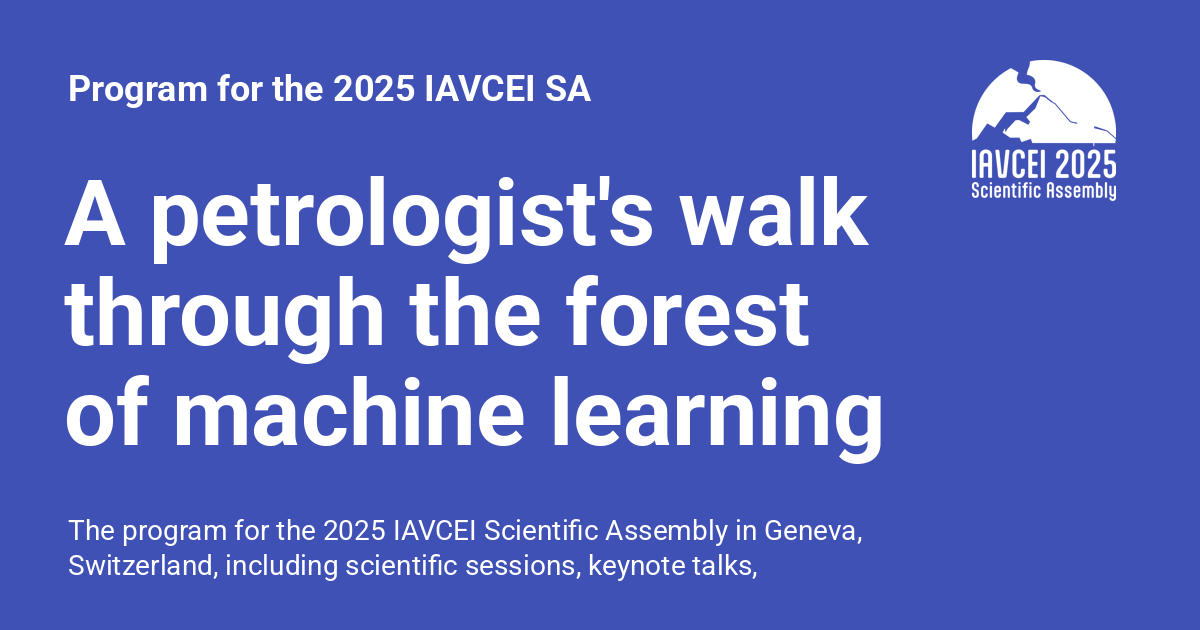 Program for the 2025 IAVCEI SA
IAVCEI 2025
Scientific Assembly
A petrologist's walk
through the forest
of machine learning
The program for the 2025 IAVCEI Scientific Assembly in Geneva,
Switzerland, including scientific sessions, keynote talks,